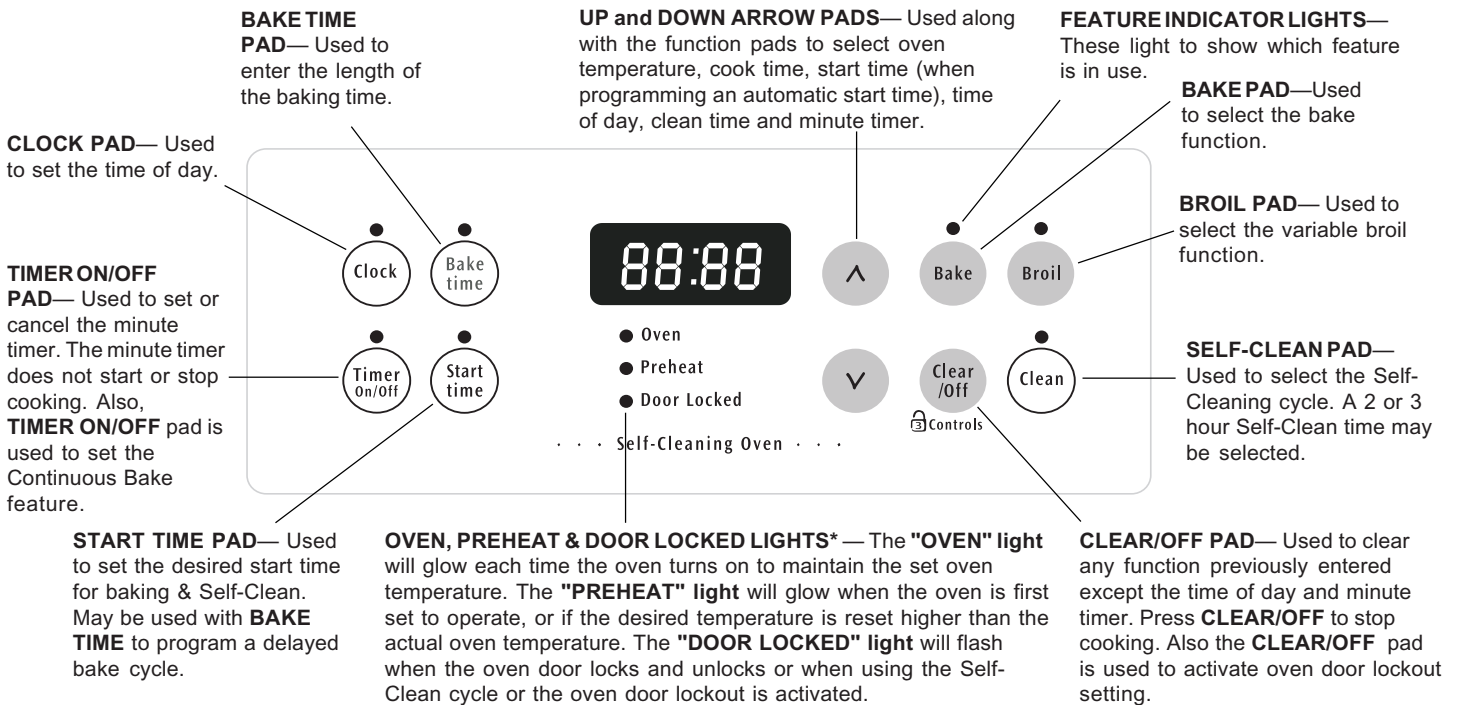 BAKE TIME
PAD— Used to
enter the length of
the baking time.
UP and DOWN ARROW PADS— Used along
with the function pads to select oven
temperature, cook time, start time (when
programming an automatic start time), time
of day, clean time and minute timer.
FEATURE INDICATOR LIGHTS—
These light to show which feature
is in use.
BAKE PAD—Used
to select the bake
function.
CLOCK PAD— Used
to set the time of day.
BROIL PAD— Used to
select the variable broil
function.
TIMER ON/OFF
PAD— Used to set or
cancel the minute
timer. The minute timer
does not start or stop
cooking. Also,
TIMER ON/OFF pad is
used to set the
Continuous Bake
feature.
Clock
Bake
time
88:88
Bake
Broil
Timer
On/Off
Start
time
Oven
Preheat
Door Locked
Clear
/Off
3 Controls
Clean
· · · Self-Cleaning Oven · · ·
SELF-CLEAN PAD—
Used to select the Self-
Cleaning cycle. A 2 or 3
hour Self-Clean time may
be selected.
START TIME PAD— Used
to set the desired start time
for baking & Self-Clean.
May be used with BAKE
TIME to program a delayed
bake cycle.
OVEN, PREHEAT & DOOR LOCKED LIGHTS* — The "OVEN" light
will glow each time the oven turns on to maintain the set oven
temperature. The "PREHEAT" light will glow when the oven is first
set to operate, or if the desired temperature is reset higher than the
actual oven temperature. The "DOOR LOCKED" light will flash
when the oven door locks and unlocks or when using the Self-
Clean cycle or the oven door lockout is activated.
CLEAR/OFF PAD— Used to clear
any function previously entered
except the time of day and minute
timer. Press CLEAR/OFF to stop
cooking. Also the CLEAR/OFF pad
is used to activate oven door lockout
setting.